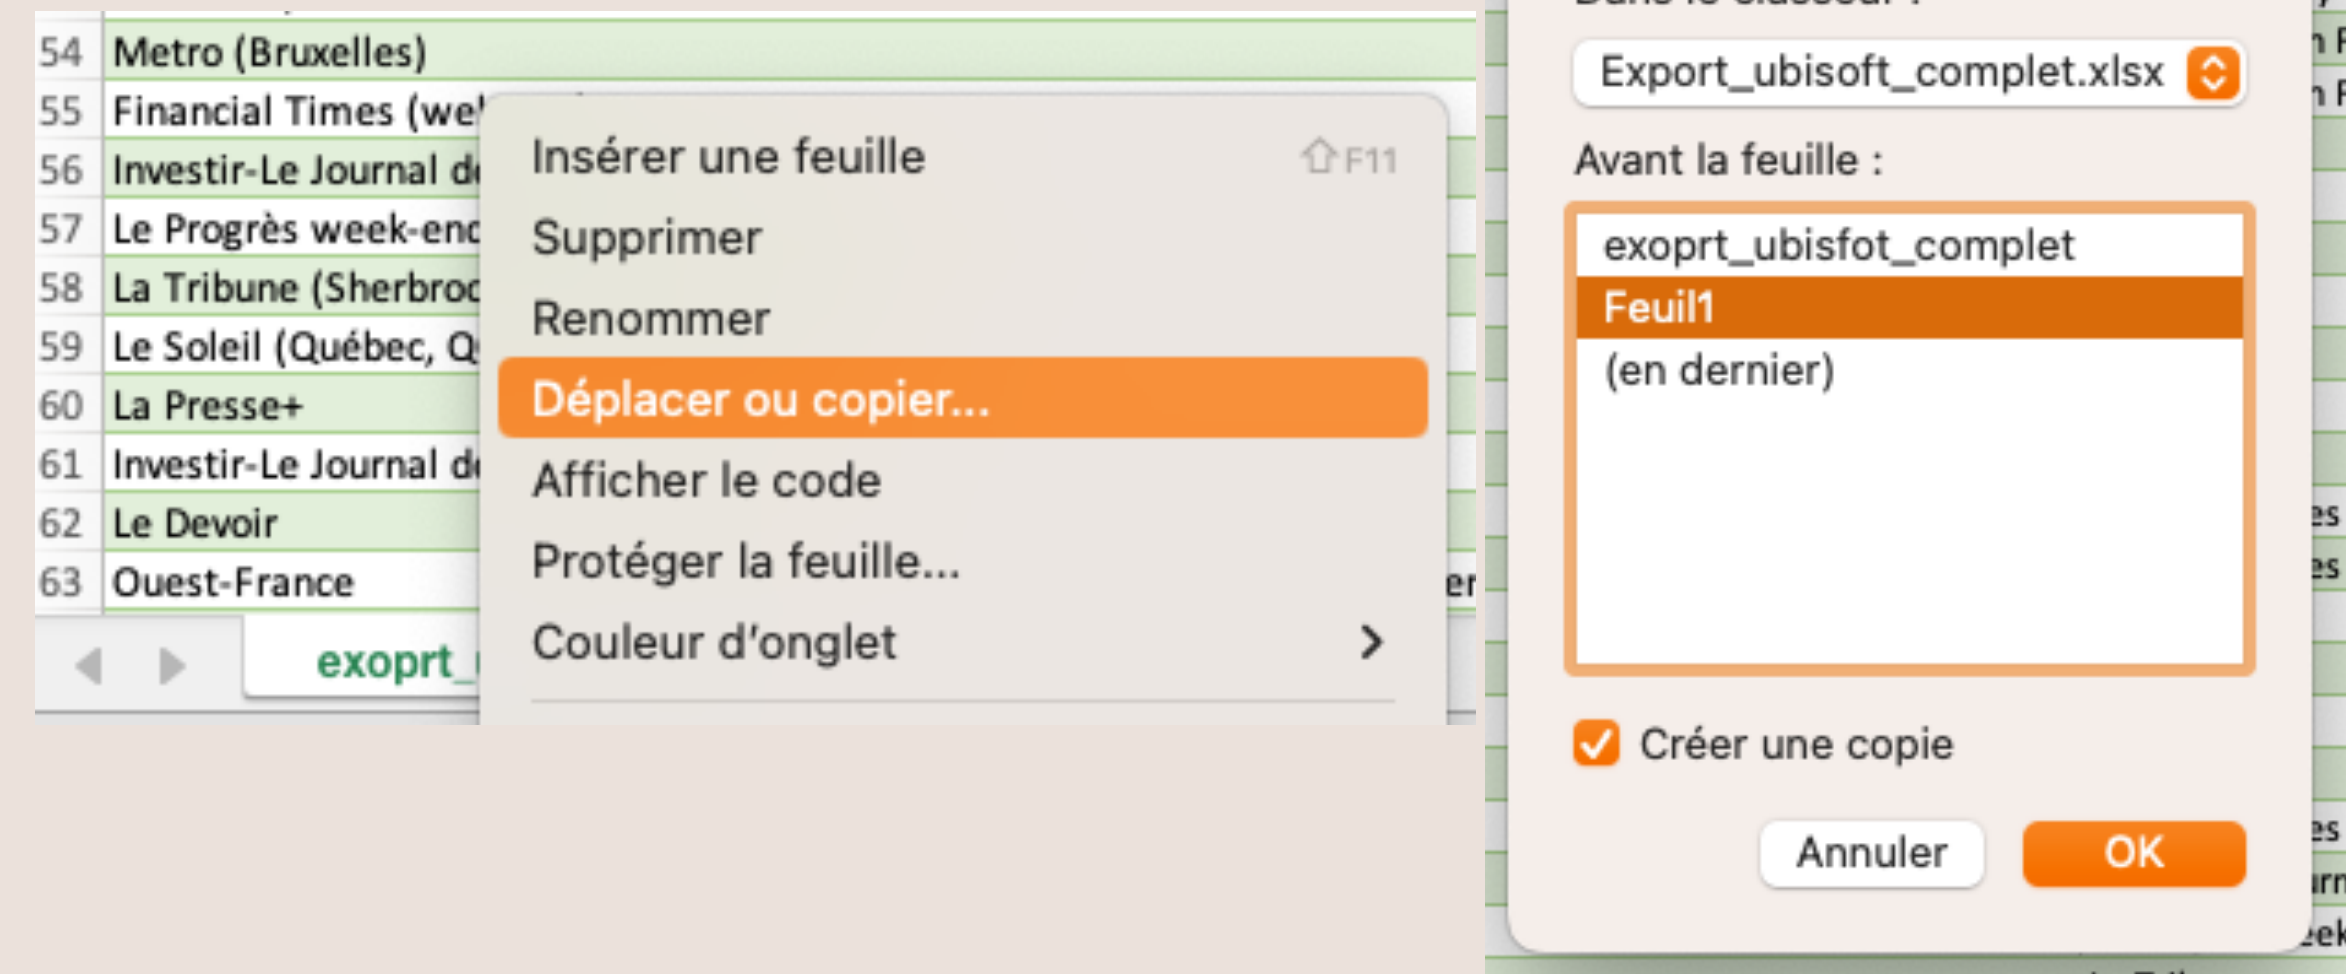 54 Metro (Bruxelles)
55 Financial Times (we
56 Investir-Le Journal d
57 Le Progrès week-en
58 La Tribune (Sherbro
59 Le Soleil (Québec, Q
60 La Presse+
61 Investir-Le Journal d
62 Le Devoir
63 Ouest-France
exoprt_
Insérer une feuille ⇧F11
Supprimer
Renommer
Déplacer ou copier...
Afficher le code
Protéger la feuille...
Couleur d'onglet >
Export_ubisoft_complet.xlsx
Avant la feuille :
exoprt_ubisfot_complet
Feuil1
(en dernier)
Créer une copie
Annuler OK